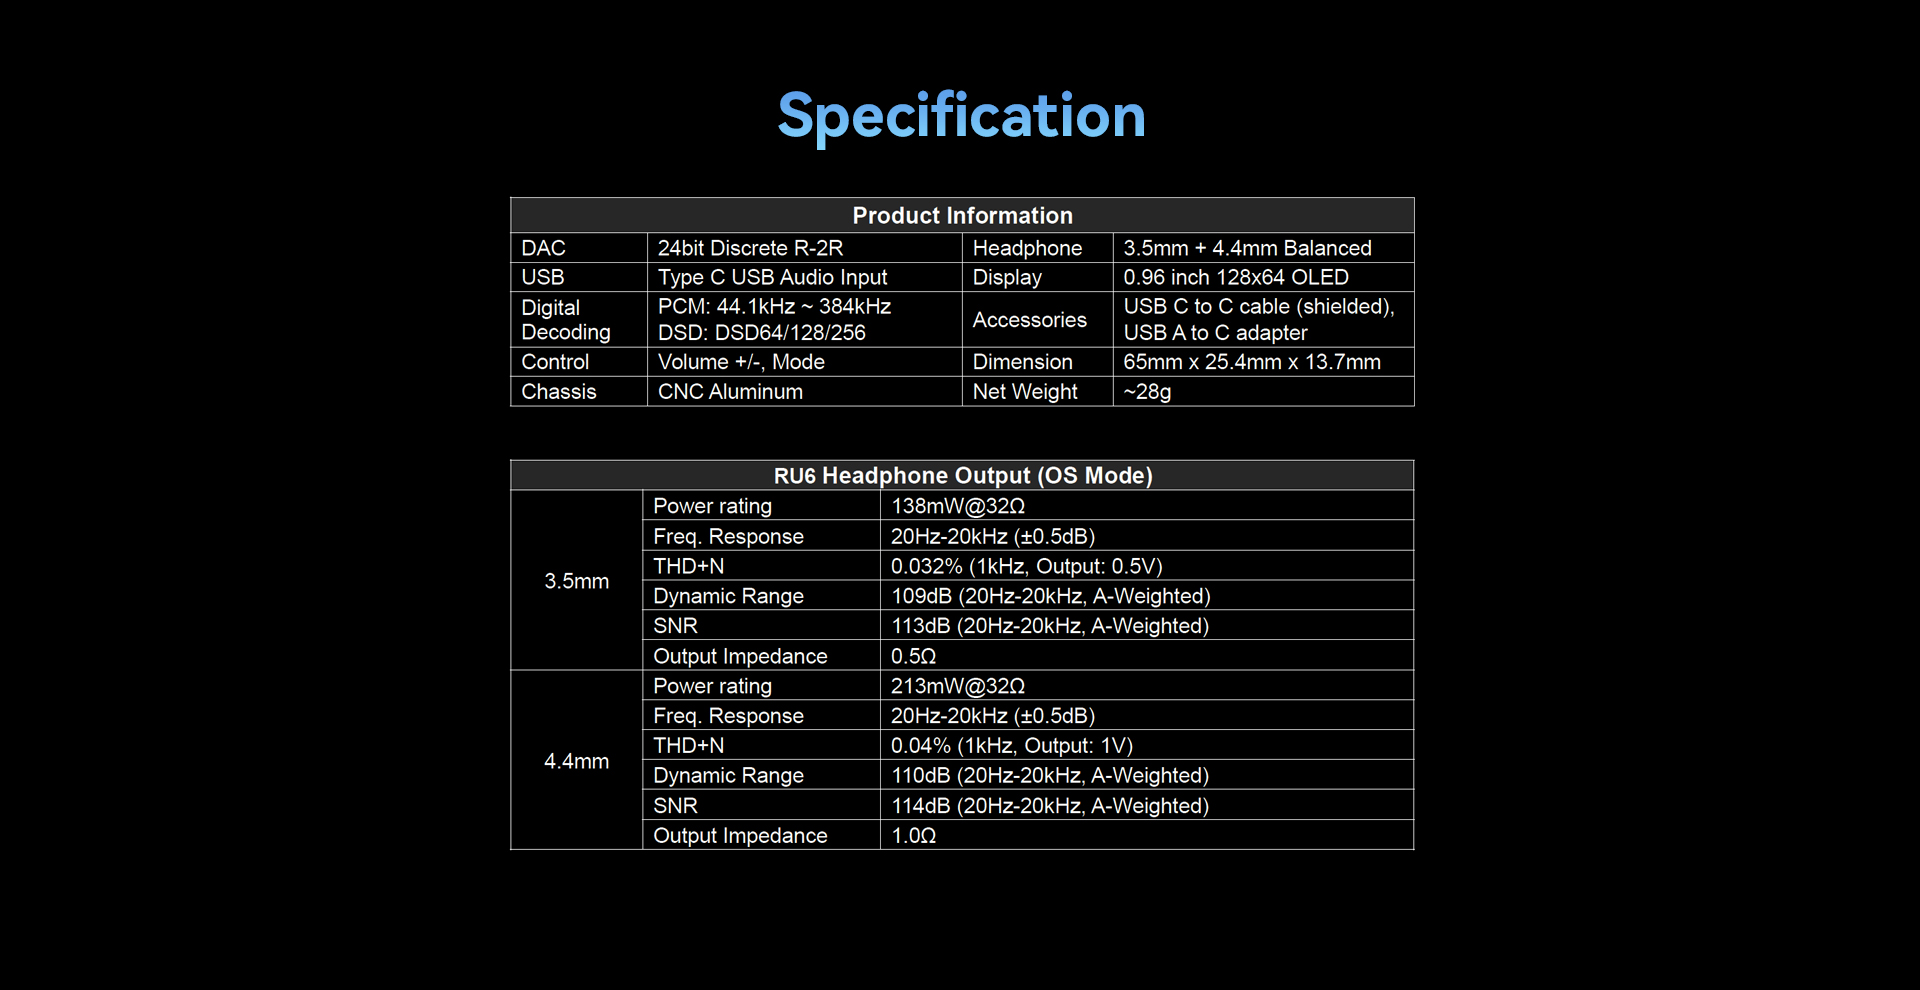 Specification
Product Information
DAC 24bit Discrete R-2R Headphone 3.5mm + 4.4mm Balanced
USB Type C USB Audio Input Display 0.96 inch 128x64 OLED
Digital Decoding PCM: 44.1kHz ~ 384kHz
DSD: DSD64/128/256 Accessories USB C to C cable (shielded),
USB A to C adapter
Control Volume +/-, Mode Dimension 65mm x 25.4mm x 13.7mm
Chassis CNC Aluminum Net Weight ~28g
RU6 Headphone Output (OS Mode)
3.5mm
Power rating 138mW@32Ω
Freq. Response 20Hz-20kHz (±0.5dB)
THD+N 0.032% (1kHz, Output: 0.5V)
Dynamic Range 109dB (20Hz-20kHz, A-Weighted)
SNR 113dB (20Hz-20kHz, A-Weighted)
Output Impedance 0.5Ω
4.4mm
Power rating 213mW@32Ω
Freq. Response 20Hz-20kHz (±0.5dB)
THD+N 0.04% (1kHz, Output: 1V)
Dynamic Range 110dB (20Hz-20kHz, A-Weighted)
SNR 114dB (20Hz-20kHz, A-Weighted)
Output Impedance 1.0Ω